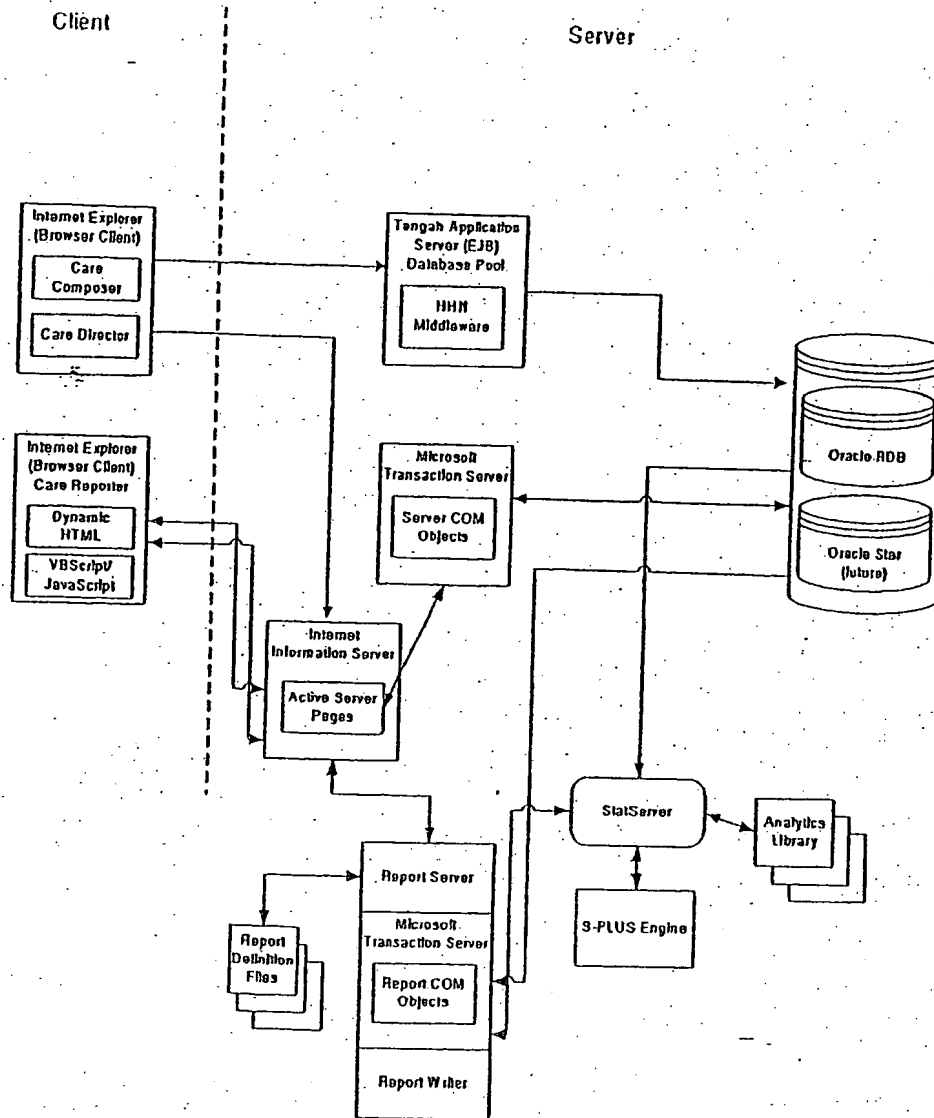 Client
Server
Internet Explorer
(Browser Client)
Care
Composer
Care Director
Tengah Application
Server (EJB)
Database Pool
HHN
Middleware
Oracle RDB
Oracle Star
(future)
Internet Explorer
(Browser Client)
Care Reporter
Dynamic
HTML
VBScript/
JavaScript
Microsoft
Transaction Server
Server COM
Objects
Internet
Information Server
Active Server
Pages
StatServer
Analytics
Library
S-PLUS Engine
Report Server
Microsoft
Transaction Server
Report COM
Objects
Report Writer
Report
Definition
Files